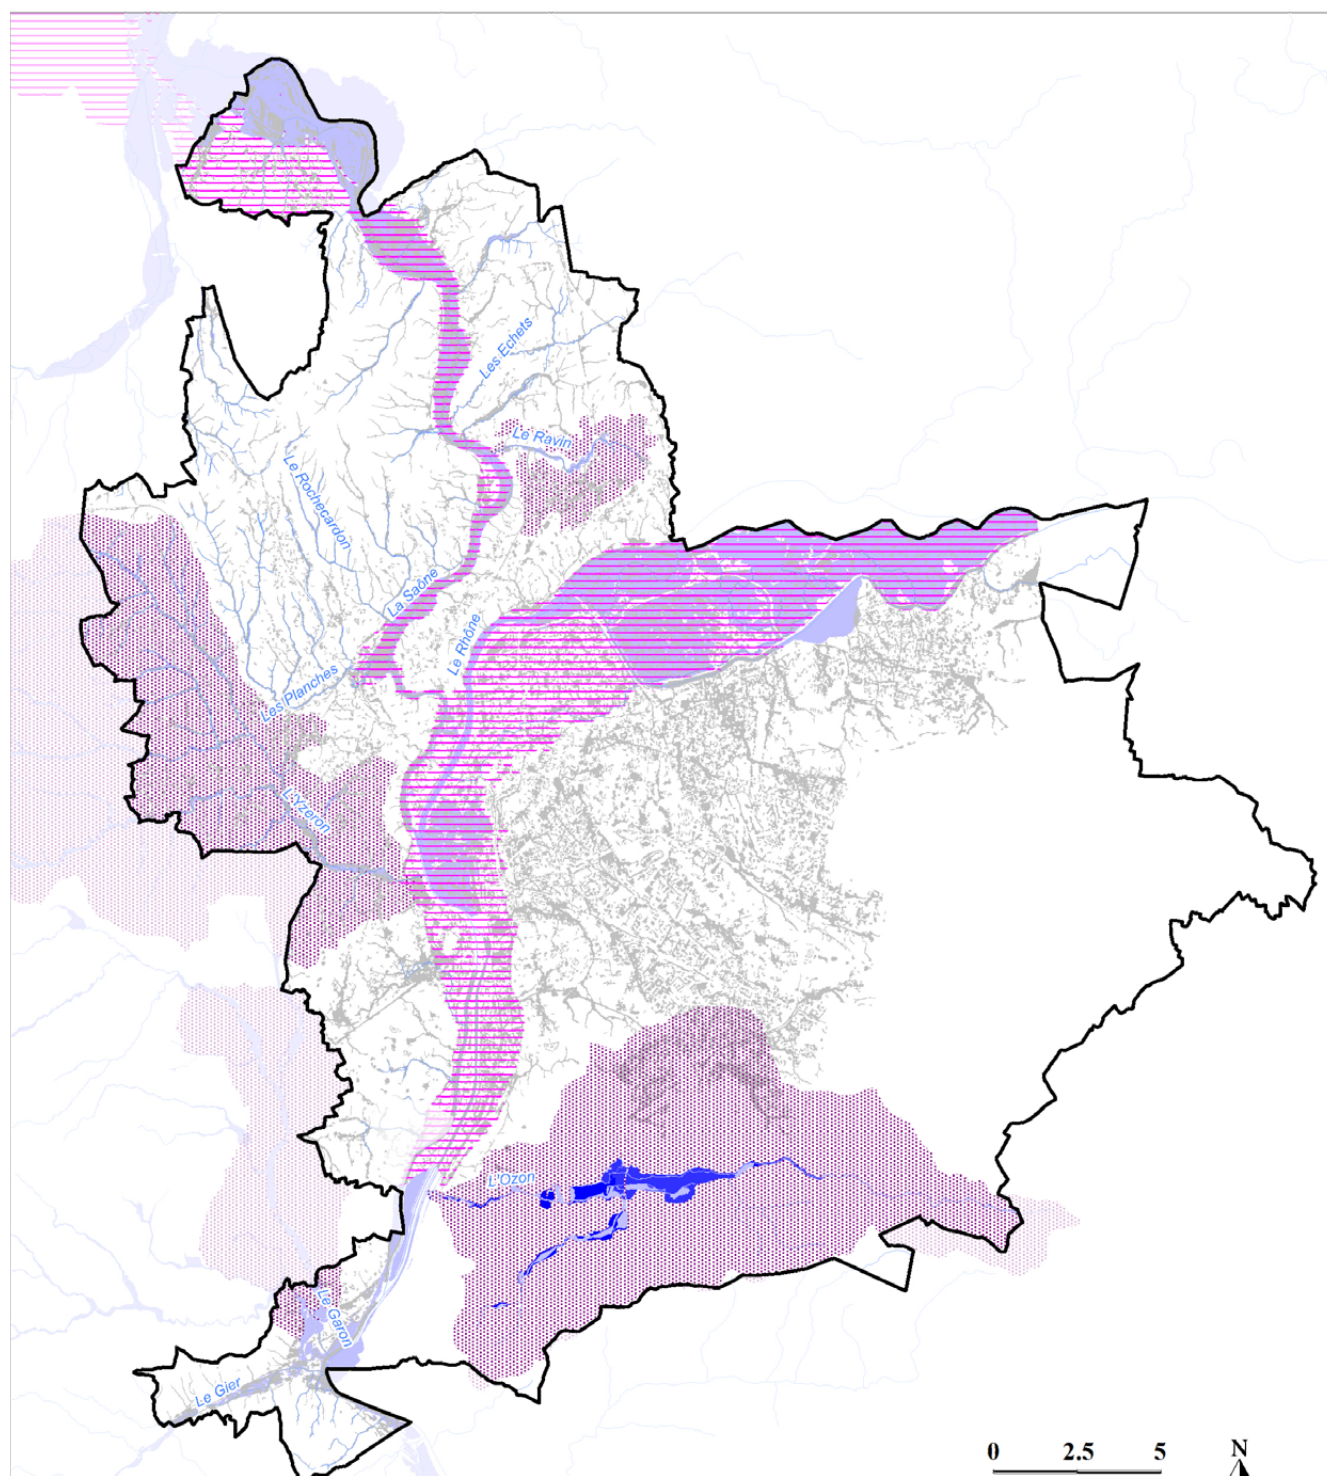 Les Echets
Le Ravin
Le Rochecardon
La Saône
Le Rhône
Les Planches
L'Yzeron
L'Ozon
Le Garon
Le Gier
0 2.5 5
N